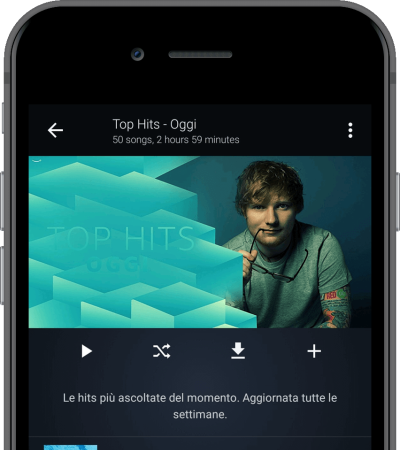 Top Hits - Oggi
50 songs, 2 hours 59 minutes
TOP HITS
OGGI
Le hits più ascoltate del momento. Aggiornata tutte le
settimane.